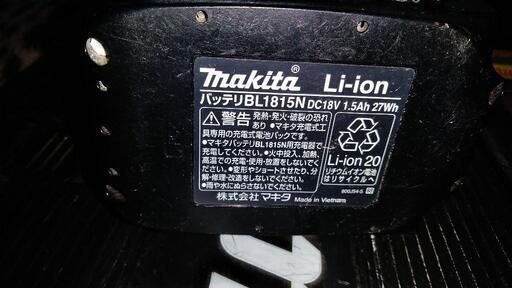 makita® Li-ion
バッテリBL1815N DC18V 1.5Ah 27Wh
警告 発熱・発火・破裂の恐れ
あり ●マキタ充電式工
具専用の充電式電池パックです。
●マキタバッテリBL1815N用充電器で
充電してください。●火中投入、加熱、
高温での充電・使用・放置をしないでく
ださい。●変形やショートさせたり、分
解・修理・改造をしないでください。
●雨や水にぬらさないでください。
Li-ion 20
リチウムイオン電池
はリサイクルへ
株式会社 マキタ Made in Vietnam